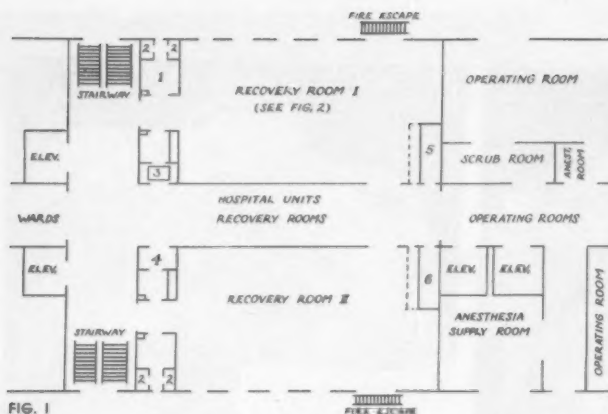 FIRE ESCAPE
2 2
1
STAIRWAY
RECOVERY ROOM I
(SEE FIG. 2)
OPERATING ROOM
ELEV.
5
SCRUB ROOM
ANEST.
ROOM
3
WARDS
HOSPITAL UNITS
RECOVERY ROOMS
OPERATING ROOMS
4
ELEV.
6
ELEV.
ELEV.
RECOVERY ROOM II
ANESTHESIA
SUPPLY ROOM
OPERATING ROOM
STAIRWAY
2 2
FIG. 1
FIRE ESCAPE